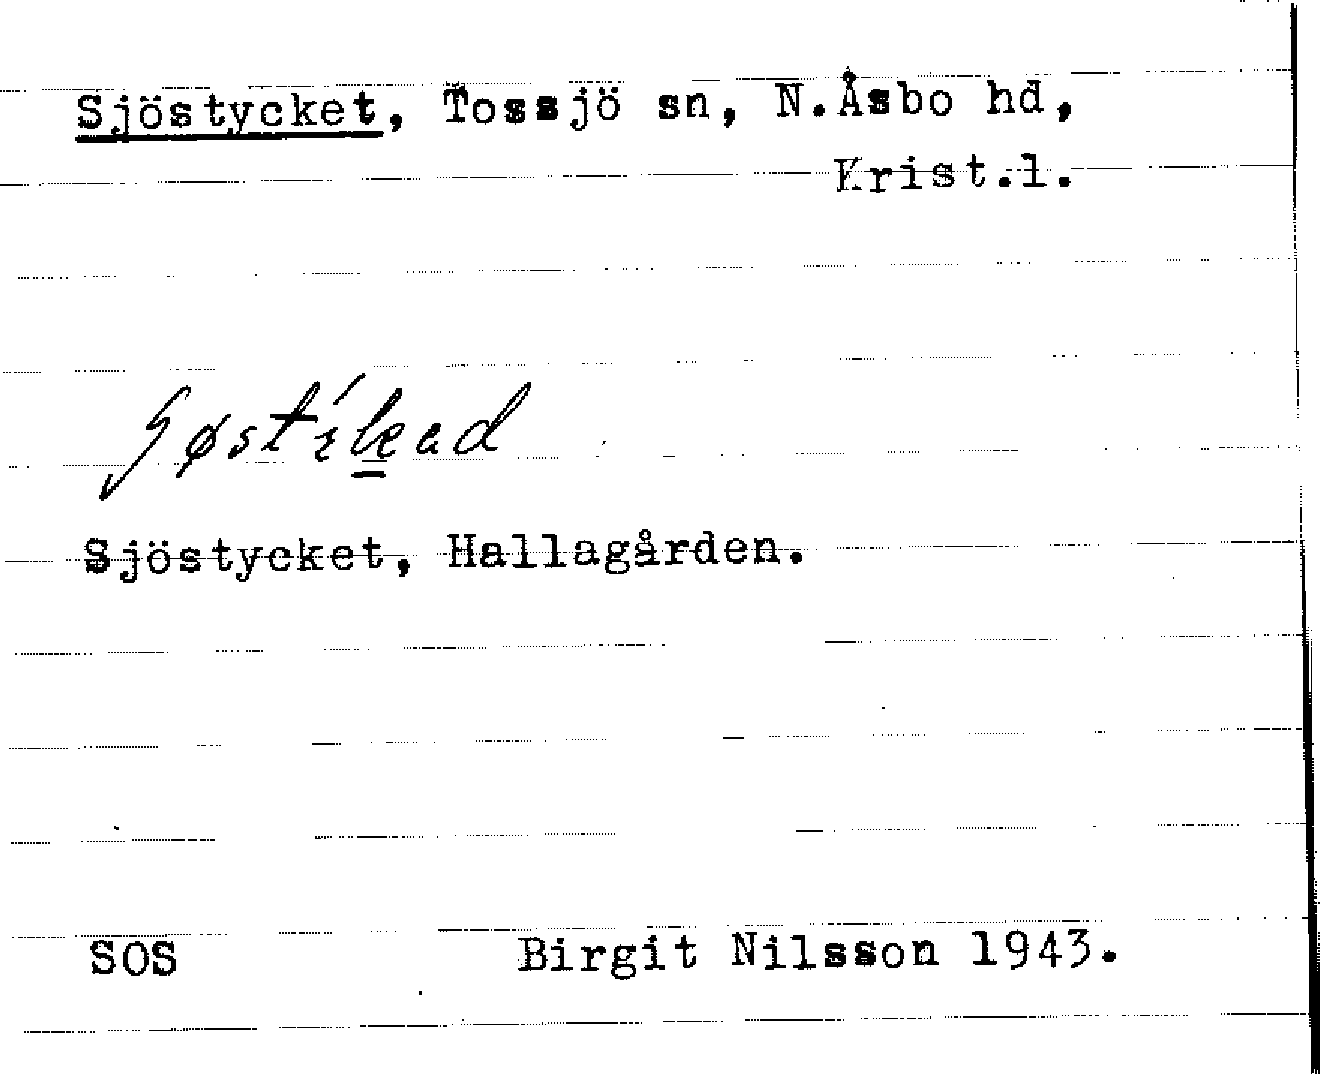 Sjöstycket, Tossjö sn, N.Åsbo hd,
Krist.l.
Sjöstycket, Hallagården.
SOS Birgit Nilsson 1943.